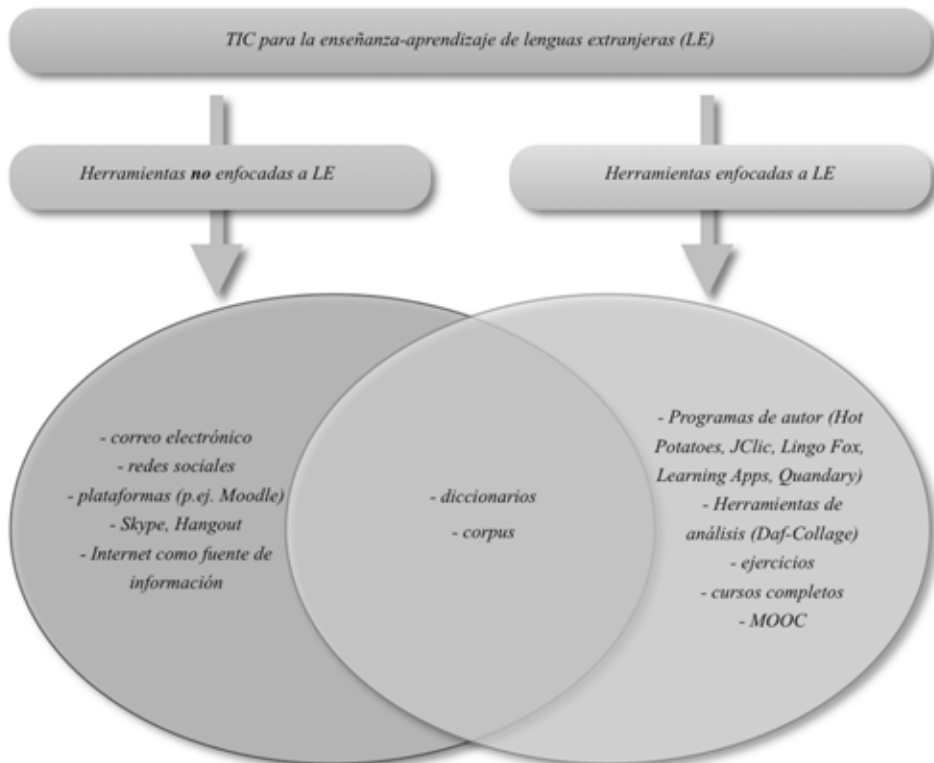 TIC para la enseñanza-aprendizaje de lenguas extranjeras (LE)
Herramientas no enfocadas a LE
Herramientas enfocadas a LE
- correo electrónico
- redes sociales
- plataformas (p.ej. Moodle)
- Skype, Hangout
- Internet como fuente de
información
- diccionarios
- corpus
- Programas de autor (Hot
Potatoes, JClic, Lingo Fox,
Learning Apps, Quandary)
- Herramientas de
análisis (Daf-Collage)
- ejercicios
- cursos completos
- MOOC